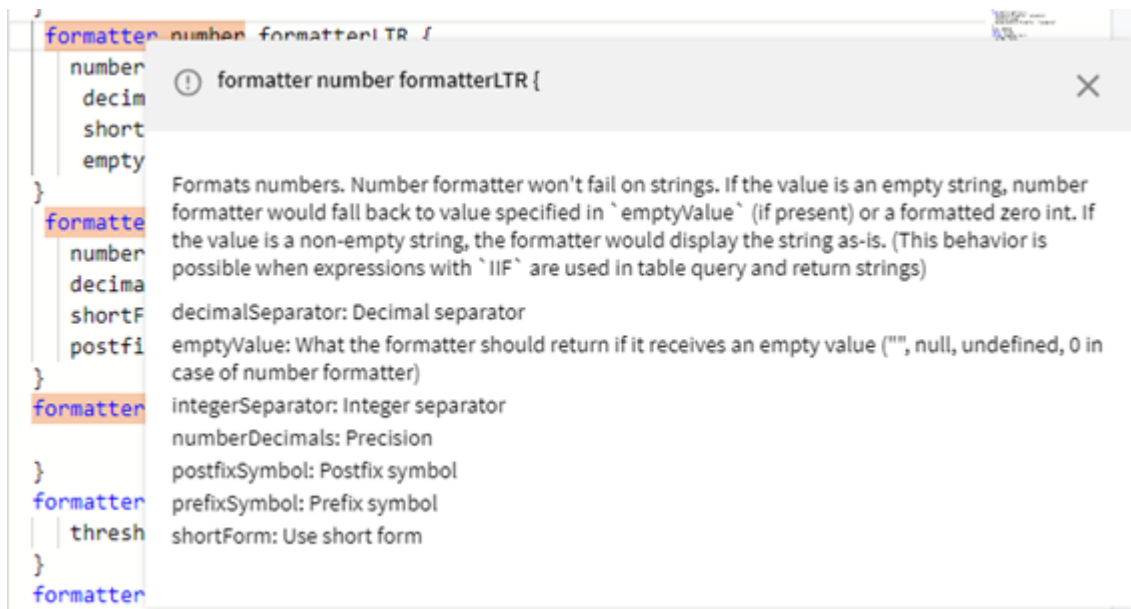 }
formatter number formatterLTR {
number
decim
short
empty
}
formatte
number
decima
shortF
postfi
}
formatter
}
formatter
thresh
}
formatter
formatter number formatterLTR {
Formats numbers. Number formatter won't fail on strings. If the value is an empty string, number
formatter would fall back to value specified in `emptyValue` (if present) or a formatted zero int. If
the value is a non-empty string, the formatter would display the string as-is. (This behavior is
possible when expressions with `IIF` are used in table query and return strings)
decimalSeparator: Decimal separator
emptyValue: What the formatter should return if it receives an empty value ("", null, undefined, 0 in
case of number formatter)
integerSeparator: Integer separator
numberDecimals: Precision
postfixSymbol: Postfix symbol
prefixSymbol: Prefix symbol
shortForm: Use short form